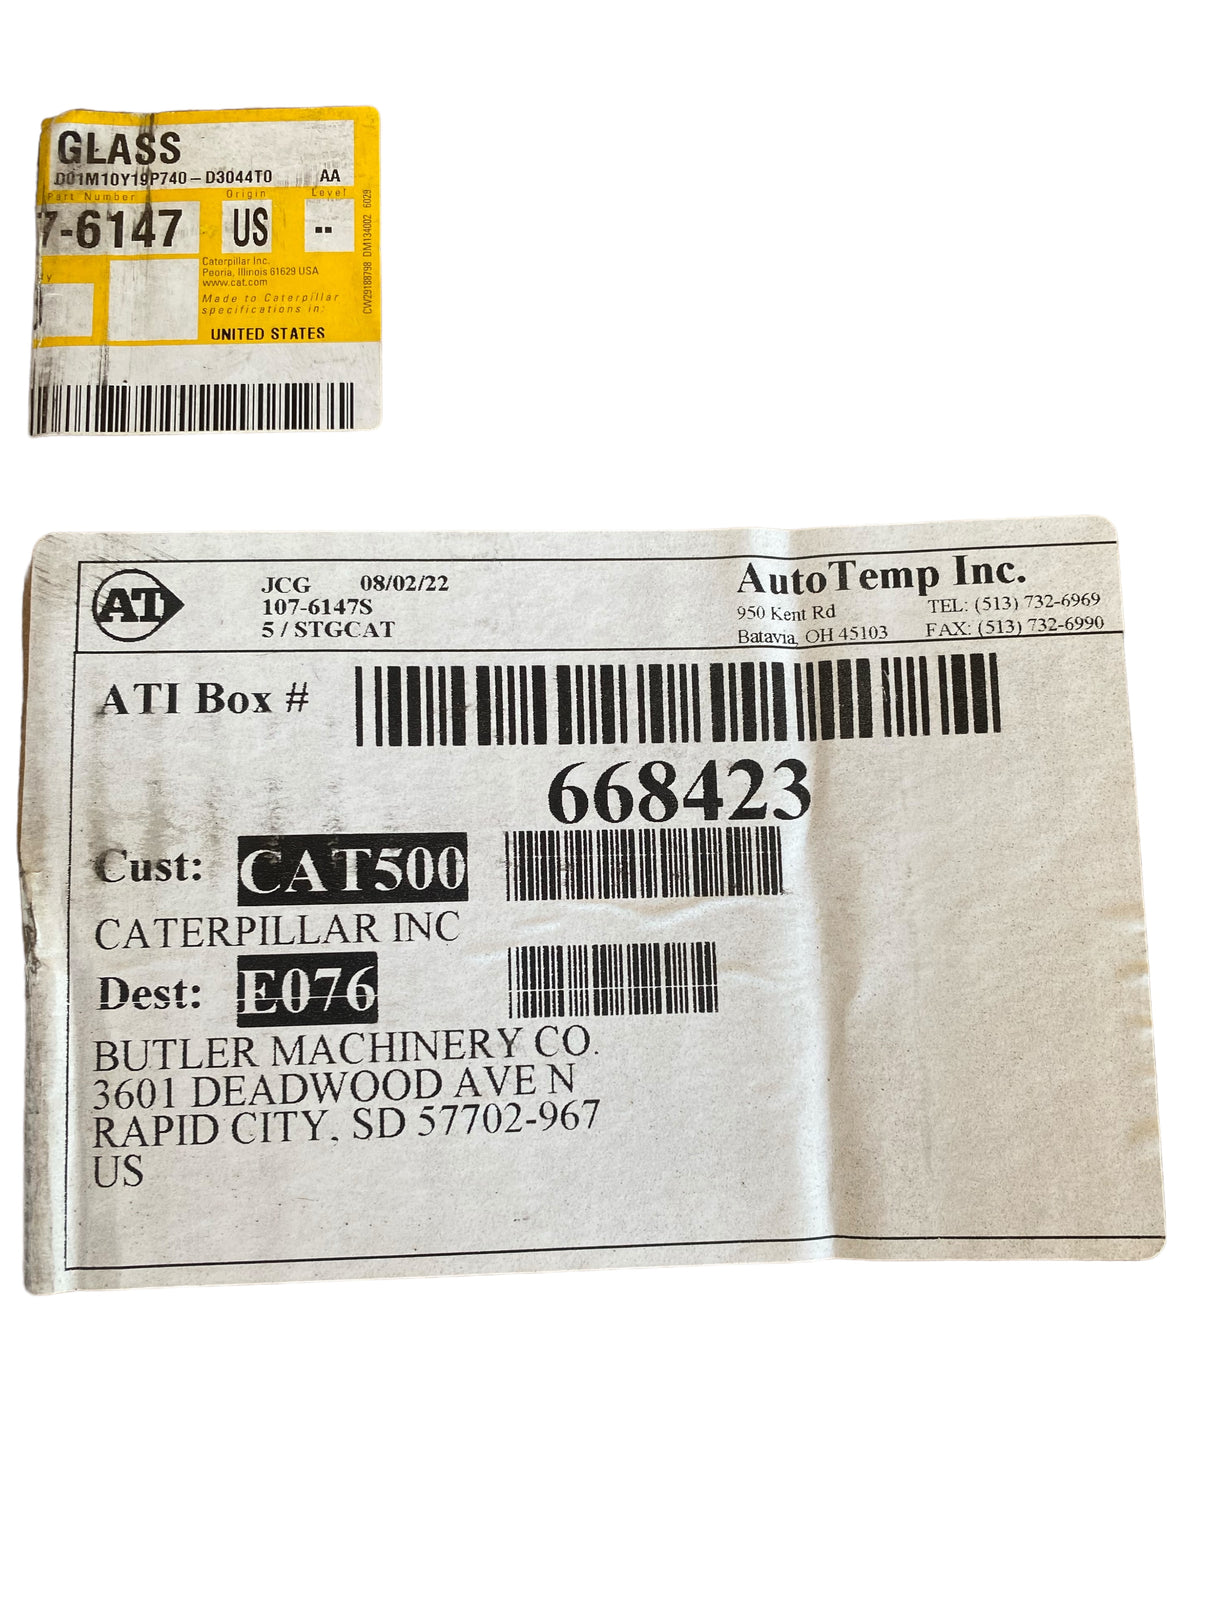 GLASS
D01M10Y19P740-D3044T0 AA
Part Number Origin Level
7-6147 US --
Caterpillar Inc.
Peoria, Illinois 61629 USA
www.cat.com
Made to Caterpillar
specifications in:
UNITED STATES
CW29188798 DM134002 6029
ATI
JCG 08/02/22
107-6147S
5 / STGCAT
AutoTemp Inc.
950 Kent Rd TEL: (513) 732-6969
Batavia, OH 45103 FAX: (513) 732-6990
ATI Box #
668423
Cust: CAT500
CATERPILLAR INC
Dest: E076
BUTLER MACHINERY CO.
3601 DEADWOOD AVE N
RAPID CITY, SD 57702-967
US